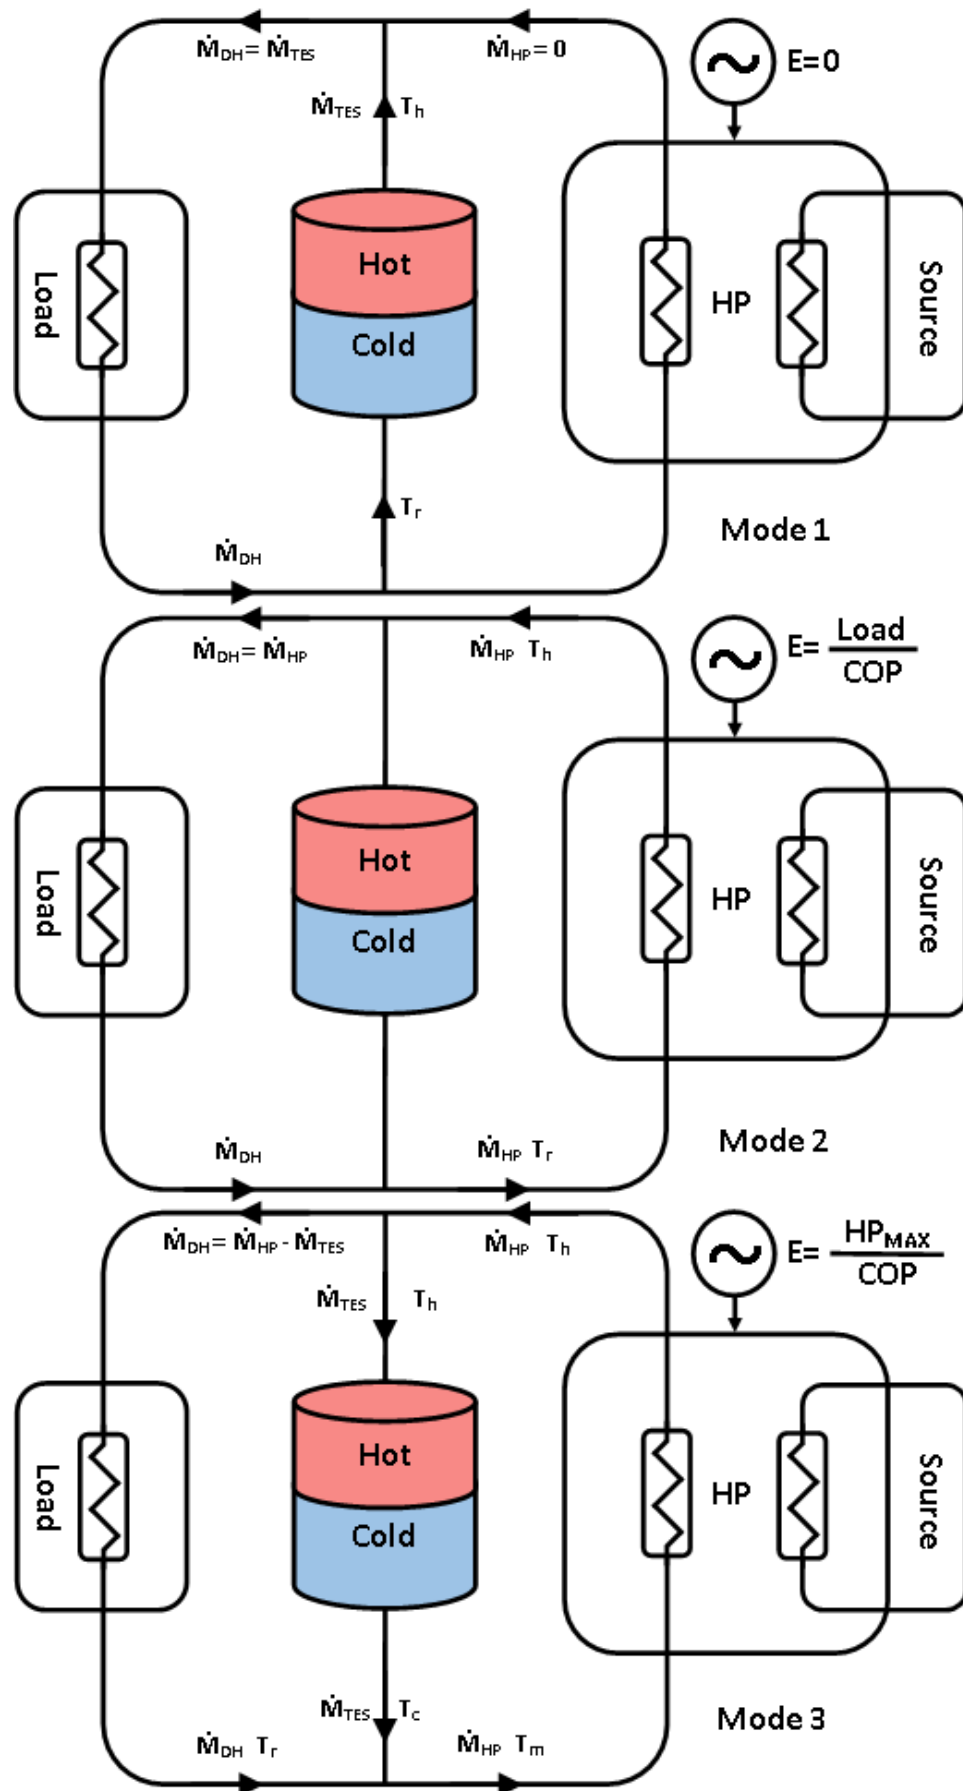 Ṁ_DH = Ṁ_TES
Ṁ_HP = 0
E=0
Ṁ_TES T_h
Load
Hot
Cold
HP
Source
T_r
Ṁ_DH
Mode 1
Ṁ_DH = Ṁ_HP
Ṁ_HP T_h
E= Load
COP
Load
Hot
Cold
HP
Source
Ṁ_DH
Ṁ_HP T_r
Mode 2
Ṁ_DH = Ṁ_HP - Ṁ_TES
Ṁ_HP T_h
E= HP_MAX
COP
Ṁ_TES T_h
Load
Hot
Cold
HP
Source
Ṁ_TES T_c
Ṁ_DH T_r
Ṁ_HP T_m
Mode 3